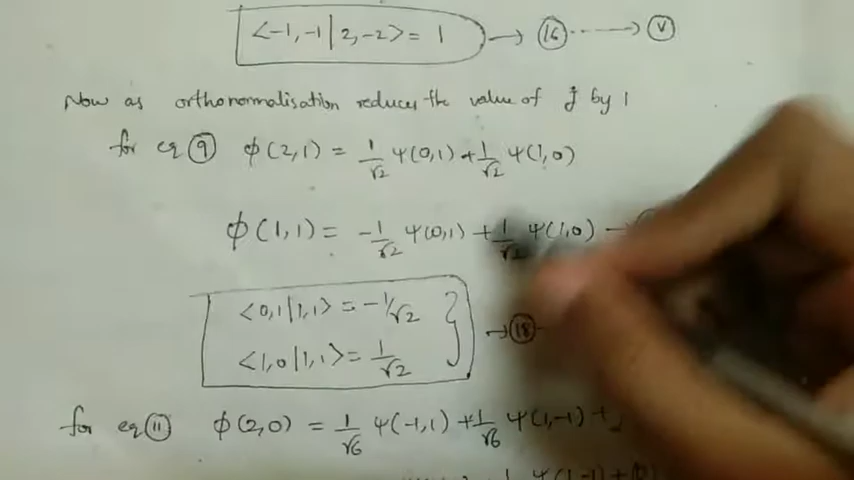 <-1,-1|2,-2> = 1 → (16) ┄→ (V)
Now as orthonormalisation reduces the value of j by 1
for eq (9) φ(2,1) = 1/√2 ψ(0,1) + 1/√2 ψ(1,0)
φ(1,1) = -1/√2 ψ(0,1) + 1/√2 ψ(1,0) →
<0,1|1,1> = -1/√2
<1,0|1,1> = 1/√2 → (18)
for eq (11) φ(2,0) = 1/√6 ψ(-1,1) + 1/√6 ψ(1,-1) +